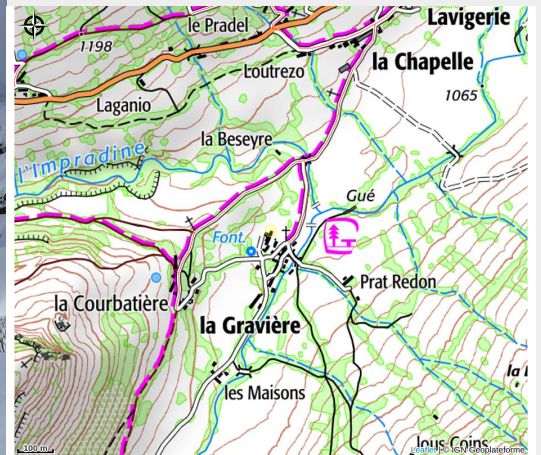 Lavigerie
le Pradel
1198
la Chapelle
Loutrezo
1065
Laganio
la Beseyre
l'Impradine
Gué
Font.
Prat Redon
la Courbatière
la Gravière
les Maisons
Jous Coins
100 m
Leaflet | © IGN Geoplateforme